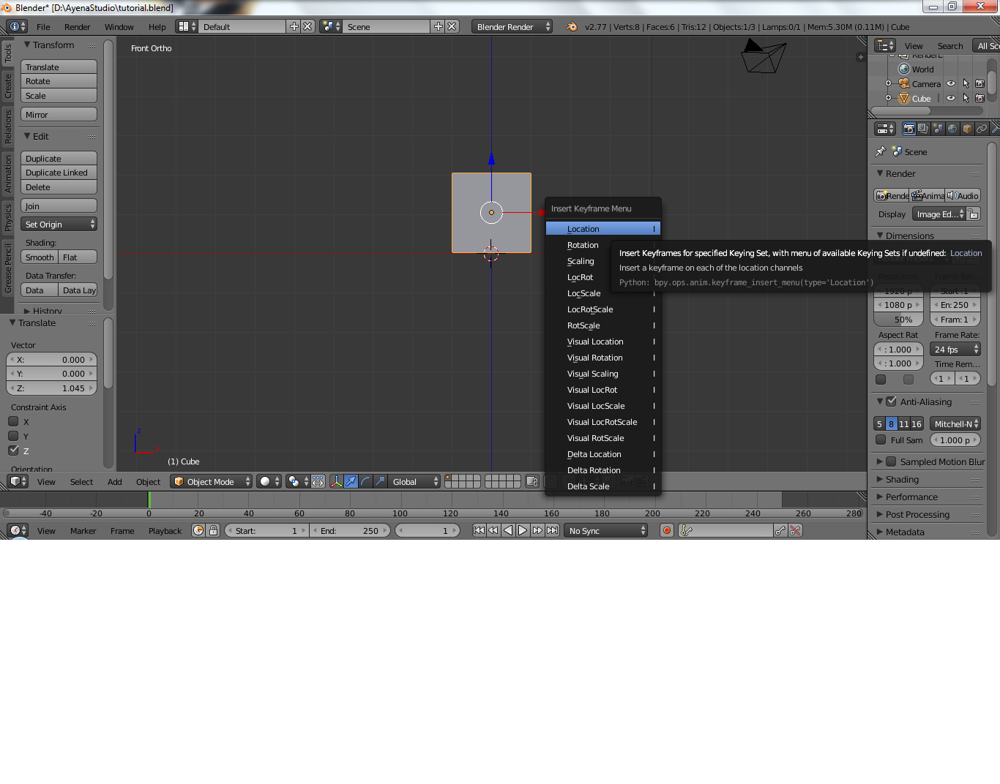 Blender* [D:\AyenaStudio\tutorial.blend]
File Render Window Help Default Scene Blender Render v2.77 | Verts:8 | Faces:6 | Tris:12 | Objects:1/3 | Lamps:0/1 | Mem:5.30M (0.11M) | Cube
Tools
Create
Relations
Animation
Physics
Grease Pencil
Transform
Translate
Rotate
Scale
Mirror
Edit
Duplicate
Duplicate Linked
Delete
Join
Set Origin
Shading:
Smooth Flat
Data Transfer:
Data Data Lay
History
Translate
Vector
X: 0.000
Y: 0.000
Z: 1.045
Constraint Axis
X
Y
Z
Orientation
Front Ortho
z
x
(1) Cube
Insert Keyframe Menu
Location I
Rotation I
Scaling I
LocRot I
LocScale I
LocRotScale I
RotScale I
Visual Location I
Visual Rotation I
Visual Scaling I
Visual LocRot I
Visual LocScale I
Visual LocRotScale I
Visual RotScale I
Delta Location I
Delta Rotation I
Delta Scale I
Insert Keyframes for specified Keying Set, with menu of available Keying Sets if undefined: Location
Insert a keyframe on each of the location channels
Python: bpy.ops.anim.keyframe_insert_menu(type='Location')
View Search All Sc
World
Camera
Cube
Scene
Render
Rende Anima Audio
Display Image Ed...
Dimensions
Resolution: Frame Ran...
1920 p Start :1
1080 p En: 250
50% Fram: 1
Aspect Rat Frame Rate:
: 1.000 24 fps
: 1.000 Time Rem...
1 1
Anti-Aliasing
5 8 11 16 Mitchell-N
Full Sam 1.000 p
Sampled Motion Blur
Shading
Performance
Post Processing
Metadata
View Select Add Object Object Mode Global
-40 -20 0 20 40 60 80 100 120 140 160 180 200 220 240 260 280
View Marker Frame Playback Start: 1 End: 250 1 No Sync